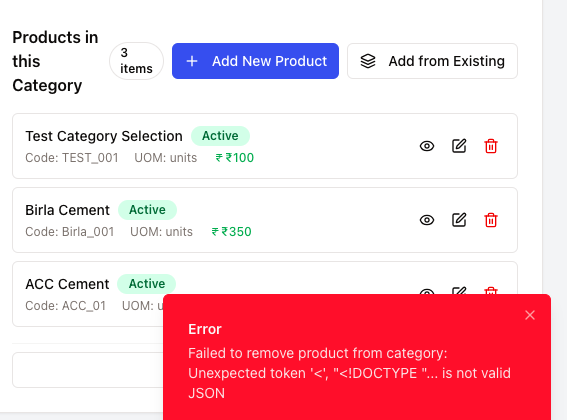 Products in
this
Category
3
items
Add New Product
Add from Existing
Test Category Selection
Active
Code: TEST_001 UOM: units ₹100
Birla Cement
Active
Code: Birla_001 UOM: units ₹350
ACC Cement
Active
Code: ACC_01 UOM: u
Error
Failed to remove product from category:
Unexpected token '<', "<!DOCTYPE "... is not valid
JSON